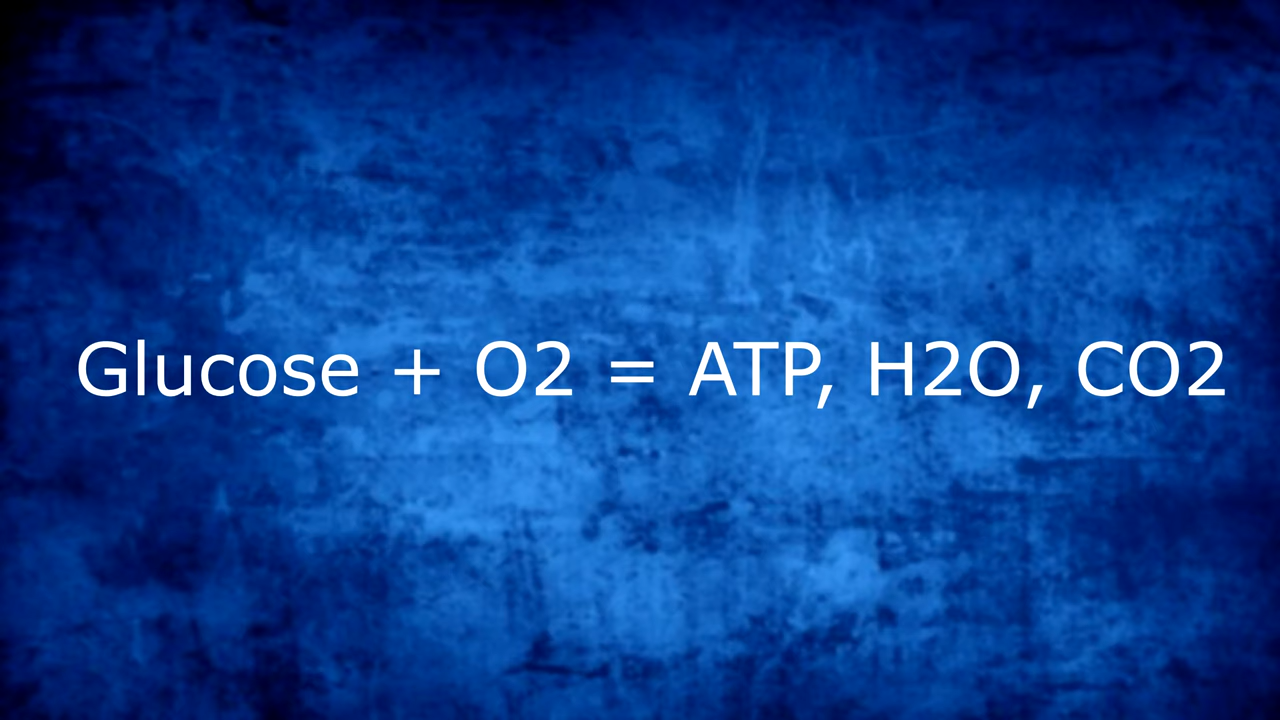 Glucose + O2 = ATP, H2O, CO2